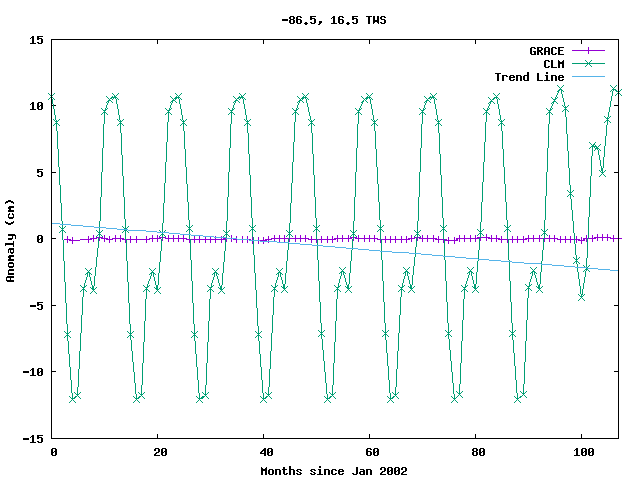 -86.5, 16.5 TWS
GRACE
CLM
Trend Line
15
10
5
0
-5
-10
-15
Anomaly (cm)
0 20 40 60 80 100
Months since Jan 2002